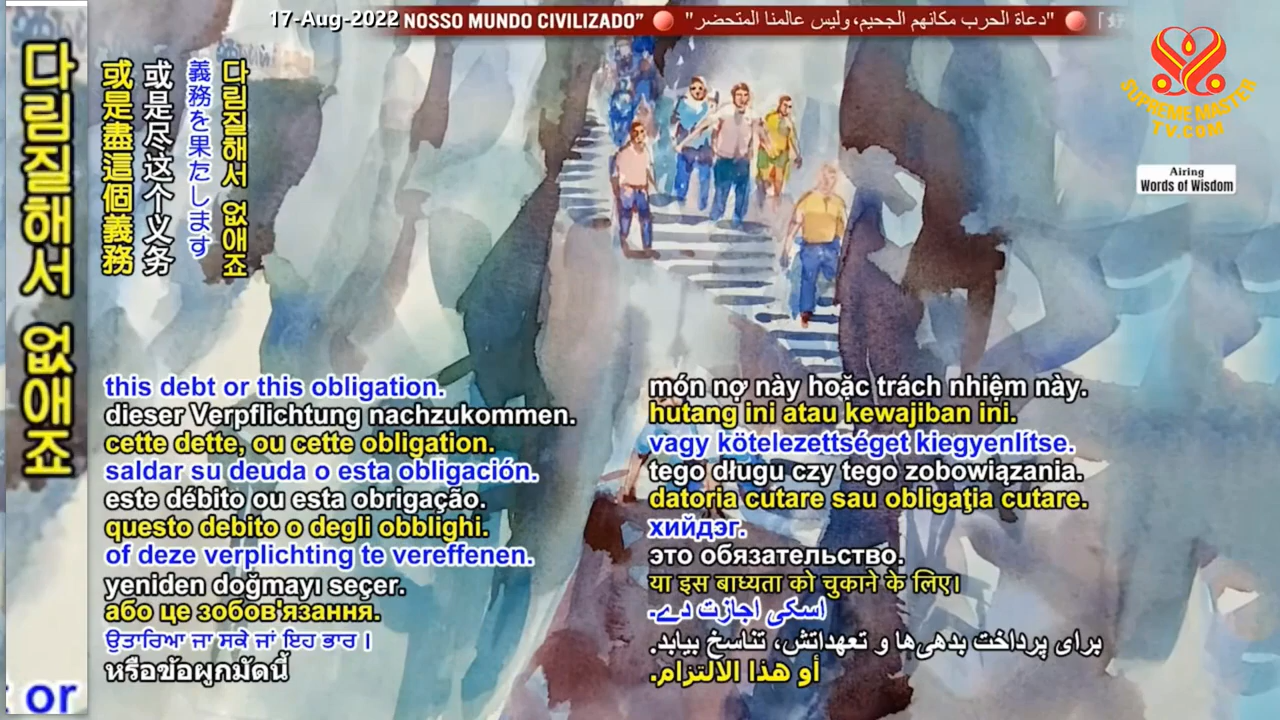 17-Aug-2022 NOSSO MUNDO CIVILIZADO” 🔴 "دعاة الحرب مكانهم الجحيم، وليس عالمنا المتحضر" 🔴
SUPREME MASTER
TV.COM
Airing
Words of Wisdom
다림질해서 없애죠
다림질해서 없애죠
義務を果たします
或是尽这个义务
或是盡這個義務
this debt or this obligation.
dieser Verpflichtung nachzukommen.
cette dette, ou cette obligation.
saldar su deuda o esta obligación.
este débito ou esta obrigação.
questo debito o degli obblighi.
of deze verplichting te vereffenen.
yeniden doğmayı seçer.
або це зобов'язання.
ਉਤਾਰਿਆ ਜਾ ਸਕੇ ਜਾਂ ਇਹ ਭਾਰ।
หรือข้อผูกมัดนี้
món nợ này hoặc trách nhiệm này.
hutang ini atau kewajiban ini.
vagy kötelezettséget kiegyenlítse.
tego długu czy tego zobowiązania.
datoria cutare sau obligaţia cutare.
хийдэг.
это обязательство.
या इस बाध्यता को चुकाने के लिए।
اسکی اجازت دے.
برای پرداخت بدهی‌ها و تعهداتش، تناسخ بیابد.
أو هذا الالتزام.
or